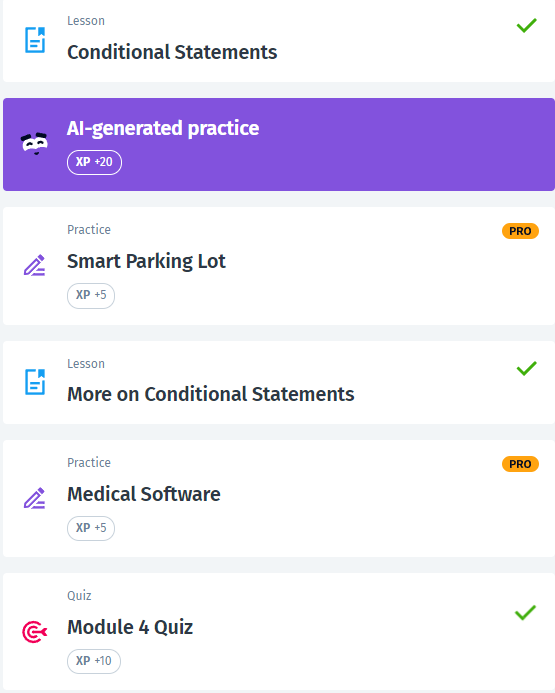 Lesson
Conditional Statements
AI-generated practice
XP +20
Practice
PRO
Smart Parking Lot
XP +5
Lesson
More on Conditional Statements
Practice
PRO
Medical Software
XP +5
Quiz
Module 4 Quiz
XP +10